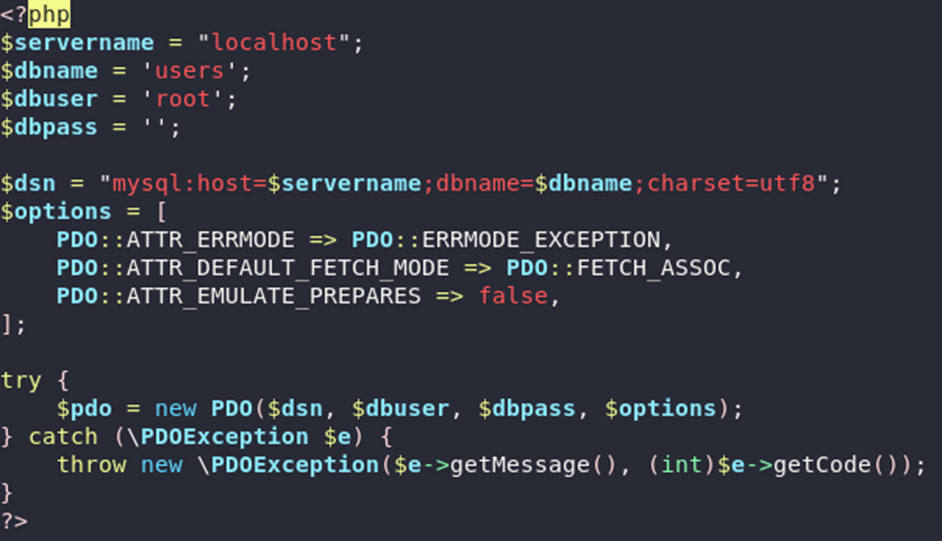 <?php
$servername = "localhost";
$dbname = 'users';
$dbuser = 'root';
$dbpass = '';

$dsn = "mysql:host=$servername;dbname=$dbname;charset=utf8";
$options = [
    PDO::ATTR_ERRMODE => PDO::ERRMODE_EXCEPTION,
    PDO::ATTR_DEFAULT_FETCH_MODE => PDO::FETCH_ASSOC,
    PDO::ATTR_EMULATE_PREPARES => false,
];

try {
    $pdo = new PDO($dsn, $dbuser, $dbpass, $options);
} catch (\PDOException $e) {
    throw new \PDOException($e->getMessage(), (int)$e->getCode());
}
?>